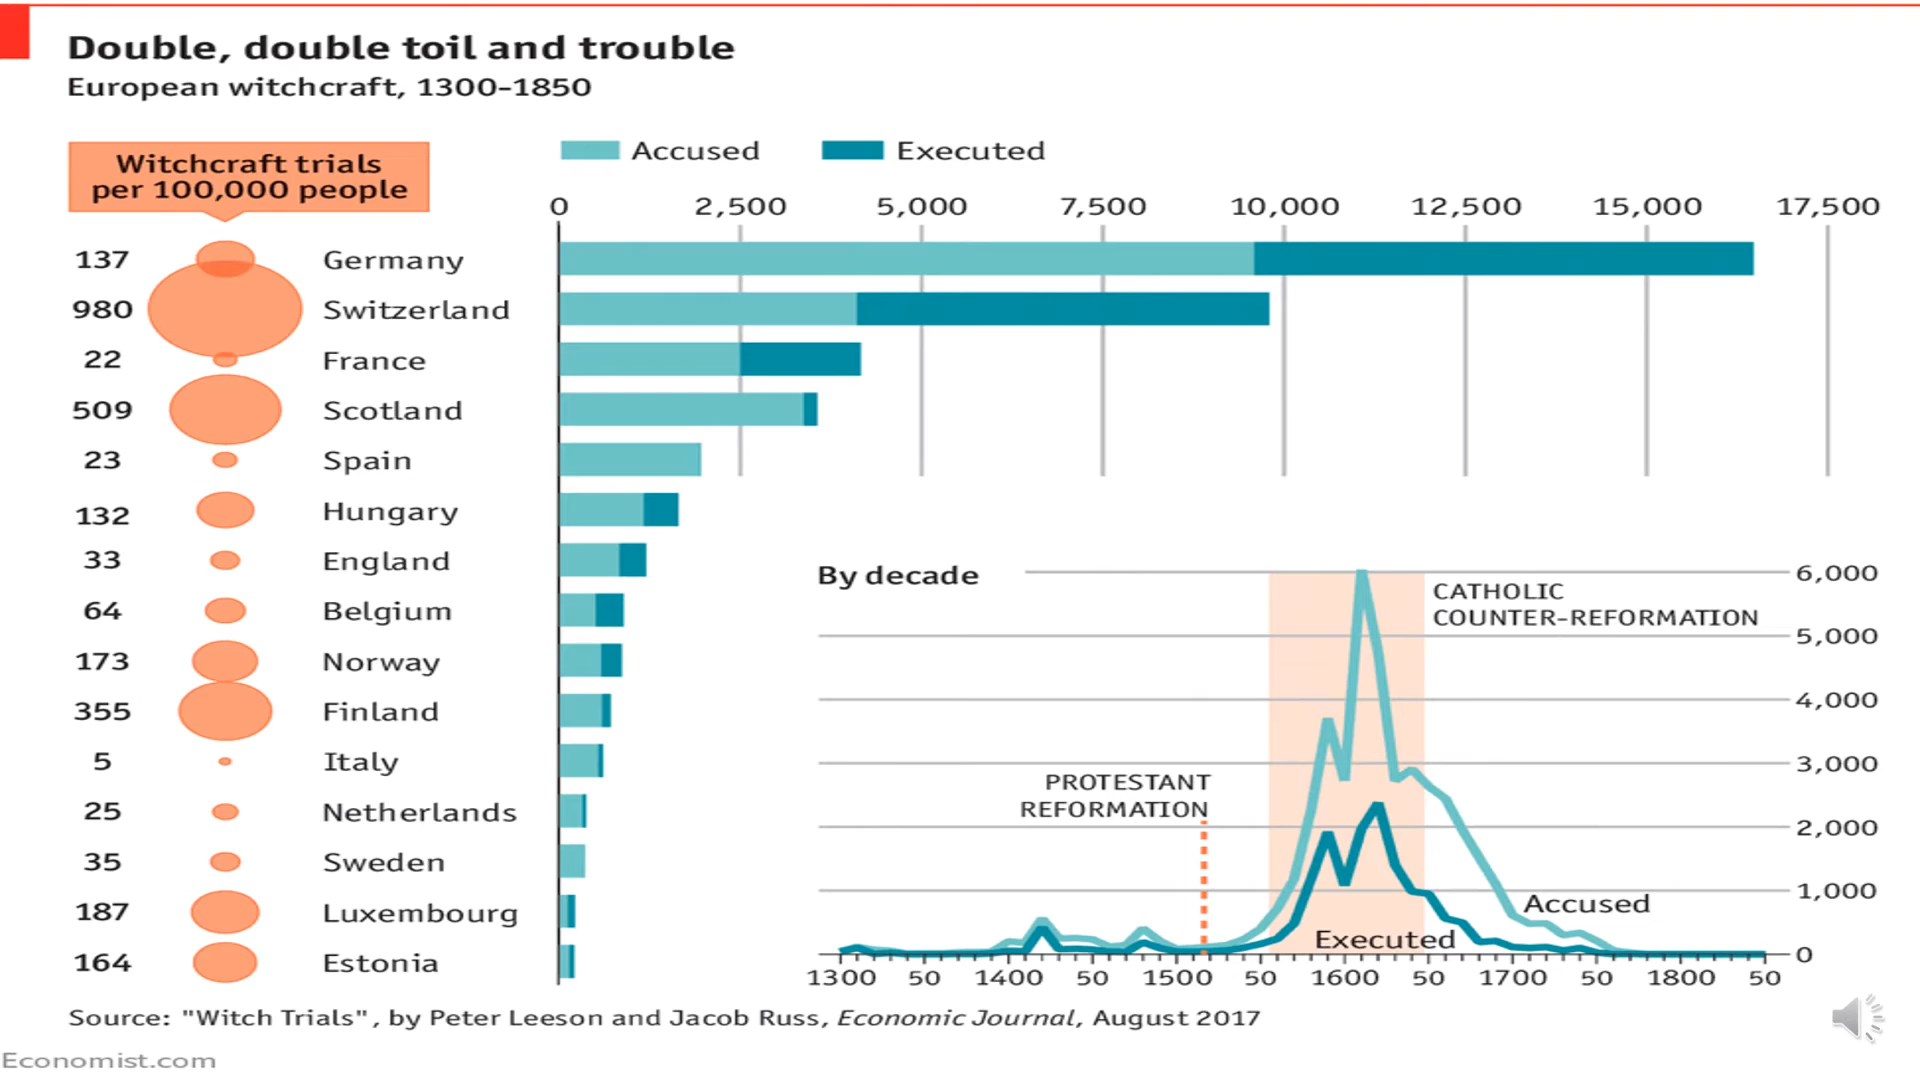 Double, double toil and trouble
European witchcraft, 1300-1850
Witchcraft trials
per 100,000 people
Accused
Executed
0 2,500 5,000 7,500 10,000 12,500 15,000 17,500
137 Germany
980 Switzerland
22 France
509 Scotland
23 Spain
132 Hungary
33 England
64 Belgium
173 Norway
355 Finland
5 Italy
25 Netherlands
35 Sweden
187 Luxembourg
164 Estonia
By decade
6,000
CATHOLIC
COUNTER-REFORMATION
5,000
4,000
3,000
PROTESTANT
REFORMATION
2,000
1,000
Accused
Executed
0
1300 50 1400 50 1500 50 1600 50 1700 50 1800 50
Source: "Witch Trials", by Peter Leeson and Jacob Russ, Economic Journal, August 2017
Economist.com